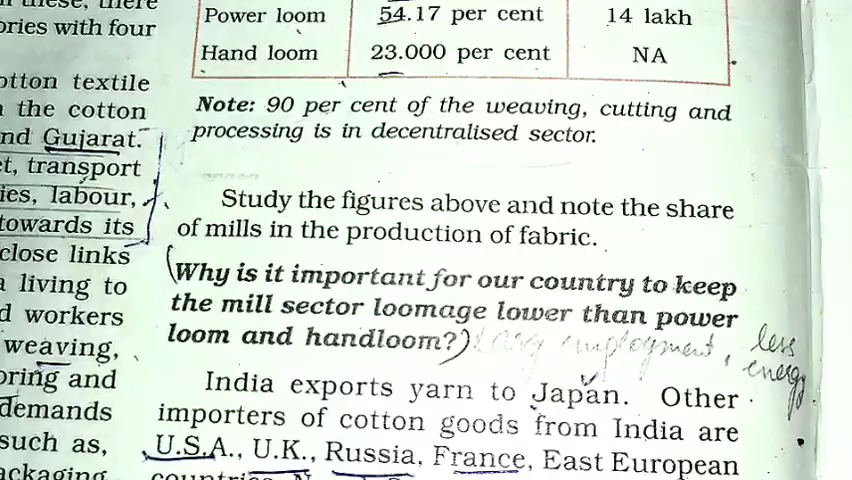 n these, there
ories with four
otton textile
n the cotton
nd Gujarat.
et, transport
ies, labour,
towards its
close links
a living to
d workers
weaving,
oring and
demands
such as,
ackaging
Power loom 54.17 per cent 14 lakh
Hand loom 23.000 per cent NA
Note: 90 per cent of the weaving, cutting and
processing is in decentralised sector.
Study the figures above and note the share
of mills in the production of fabric.
(Why is it important for our country to keep
the mill sector loomage lower than power
loom and handloom?) employment, less
energy
India exports yarn to Japan. Other
importers of cotton goods from India are
U.S.A., U.K., Russia, France, East European